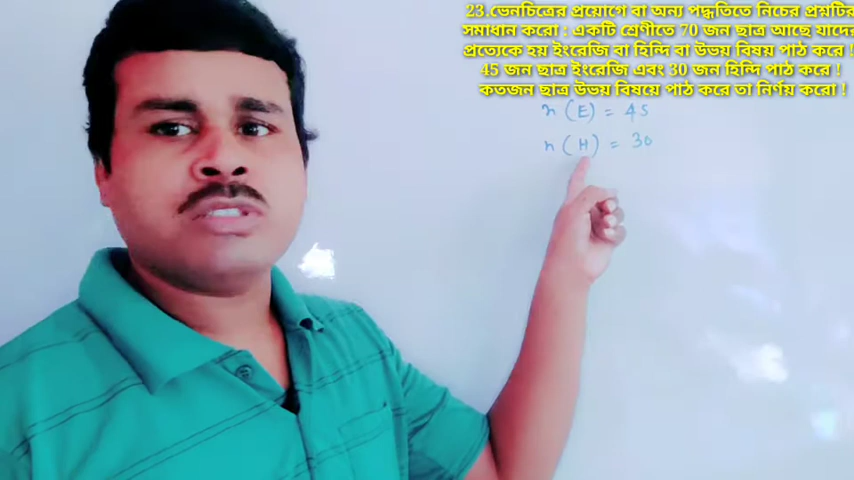 23.ভেনচিত্রের প্রয়োগে বা অন্য পদ্ধতিতে নিচের প্রশ্নটির
সমাধান করো : একটি শ্রেণীতে 70 জন ছাত্র আছে যাদের
প্রত্যেকে হয় ইংরেজি বা হিন্দি বা উভয় বিষয় পাঠ করে !
45 জন ছাত্র ইংরেজি এবং 30 জন হিন্দি পাঠ করে !
কতজন ছাত্র উভয় বিষয়ে পাঠ করে তা নির্ণয় করো !
n (E) = 45
n (H) = 30